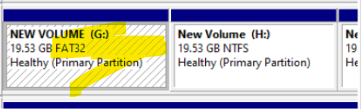 NEW VOLUME (G:)
19.53 GB FAT32
Healthy (Primary Partition)
NEW VOLUME (H:)
19.53 GB NTFS
Healthy (Primary Partition)